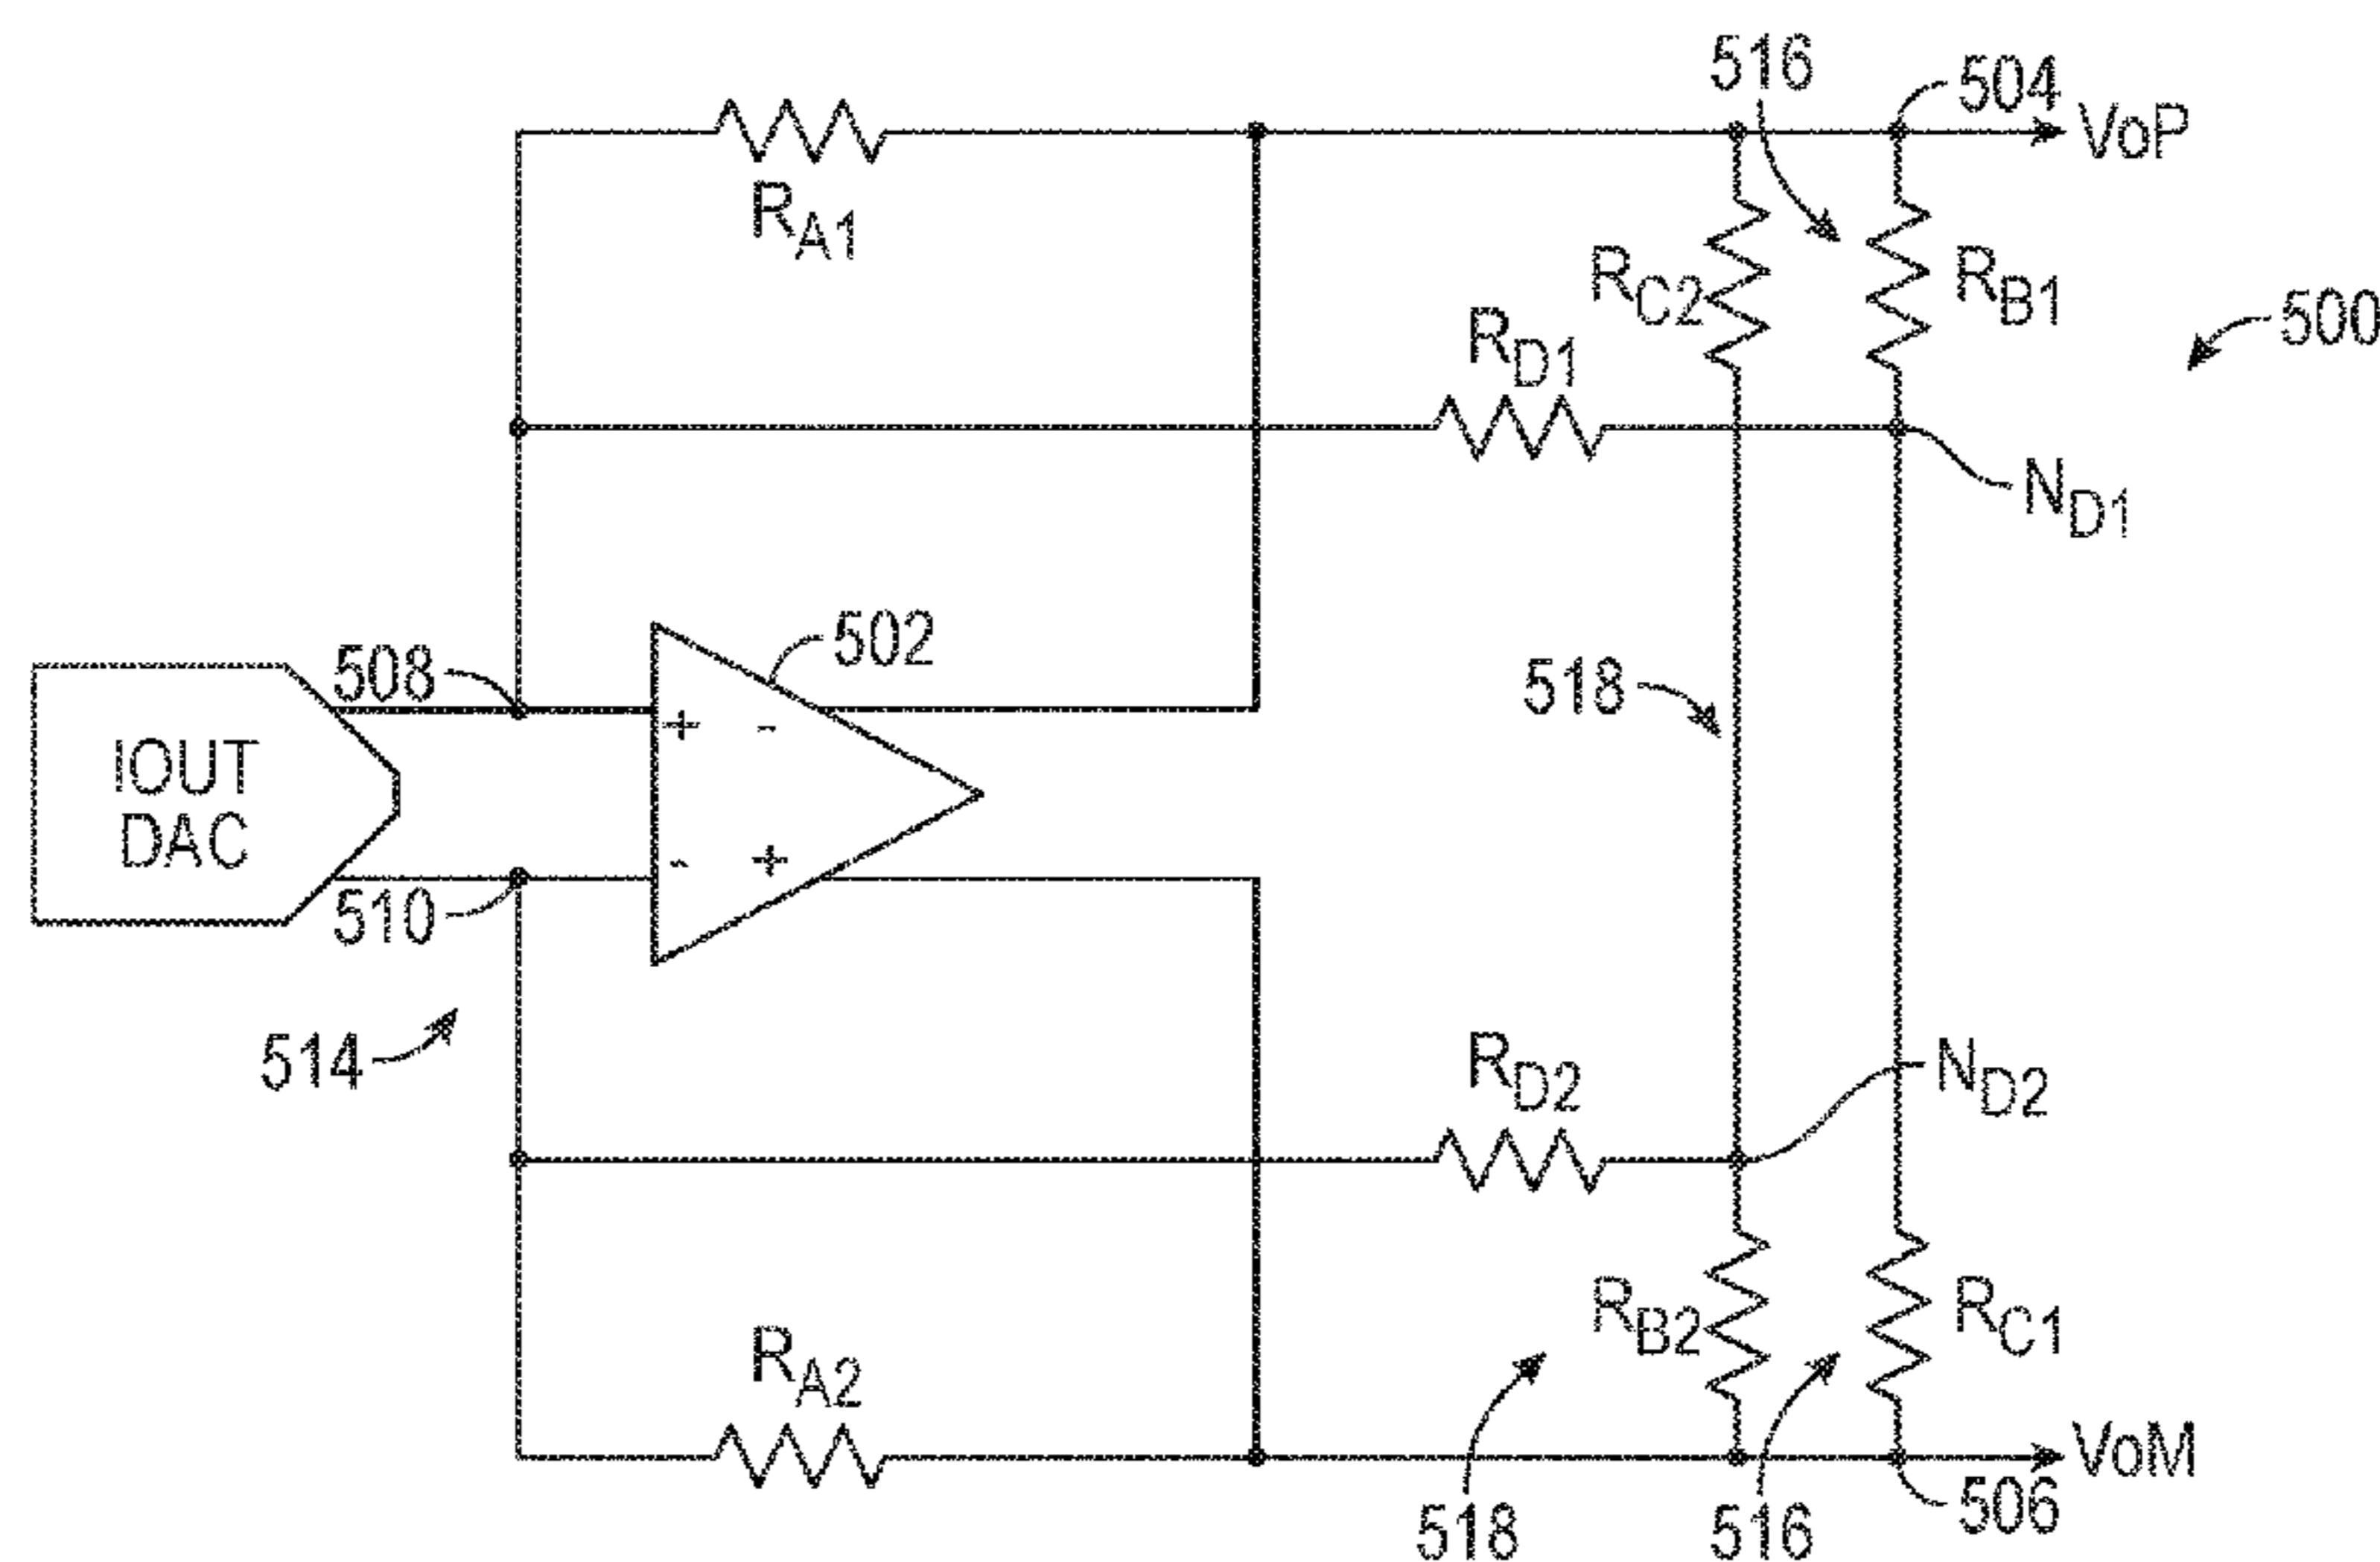 516
504
VoP
RA1
RC2
RB1
500
RD1
ND1
508
502
+ -
518
IOUT
DAC
- +
510
514
RD2
ND2
RB2
RC1
RA2
VoM
518
516
506